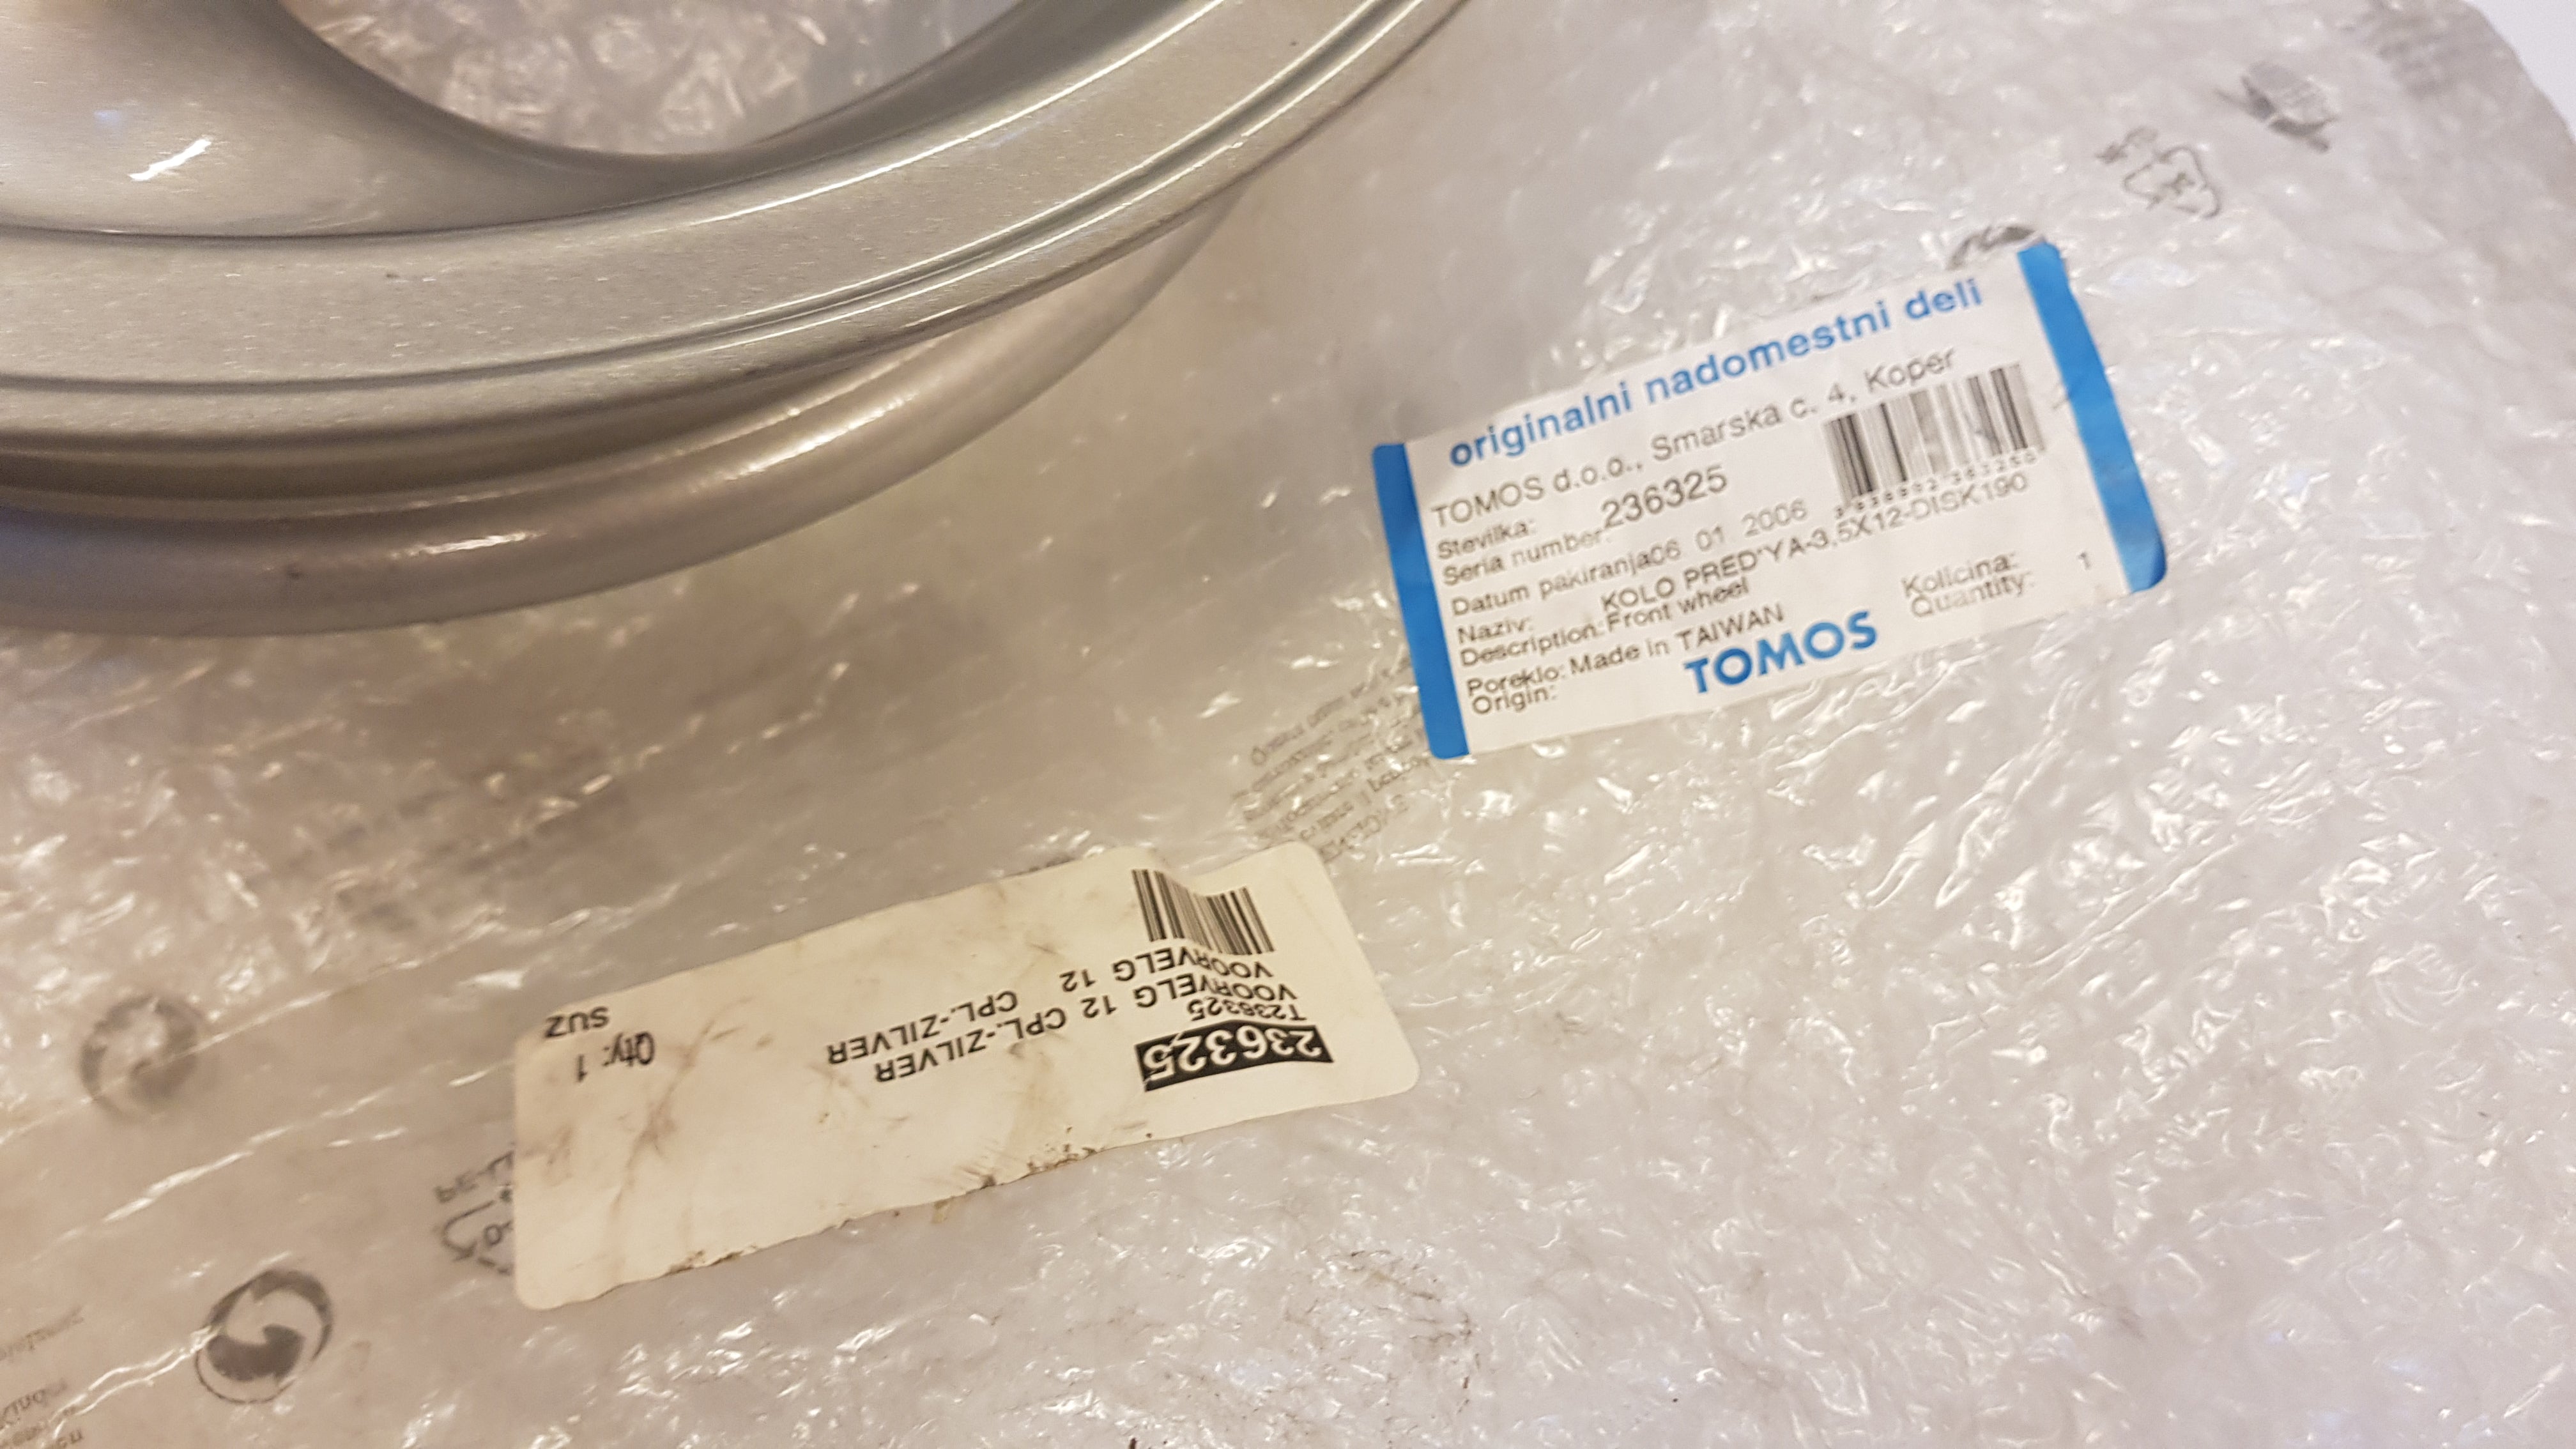 originalni nadomestni deli
TOMOS d.o.o., Smarska c. 4, Koper
Stevilka:
Seria number: 236325
Datum pakiranja06 01 2006
Naziv: KOLO PRED*YA-3,5X12-DISK190
Description: Front wheel
Kolicina:
Quantity: 1
Poreklo: Made in TAIWAN
Origin:
TOMOS
236325
T236325
VOORVELG 12 CPL.-ZILVER
VOORVELG 12 CPL.-ZILVER
Qty: 1
SUZ